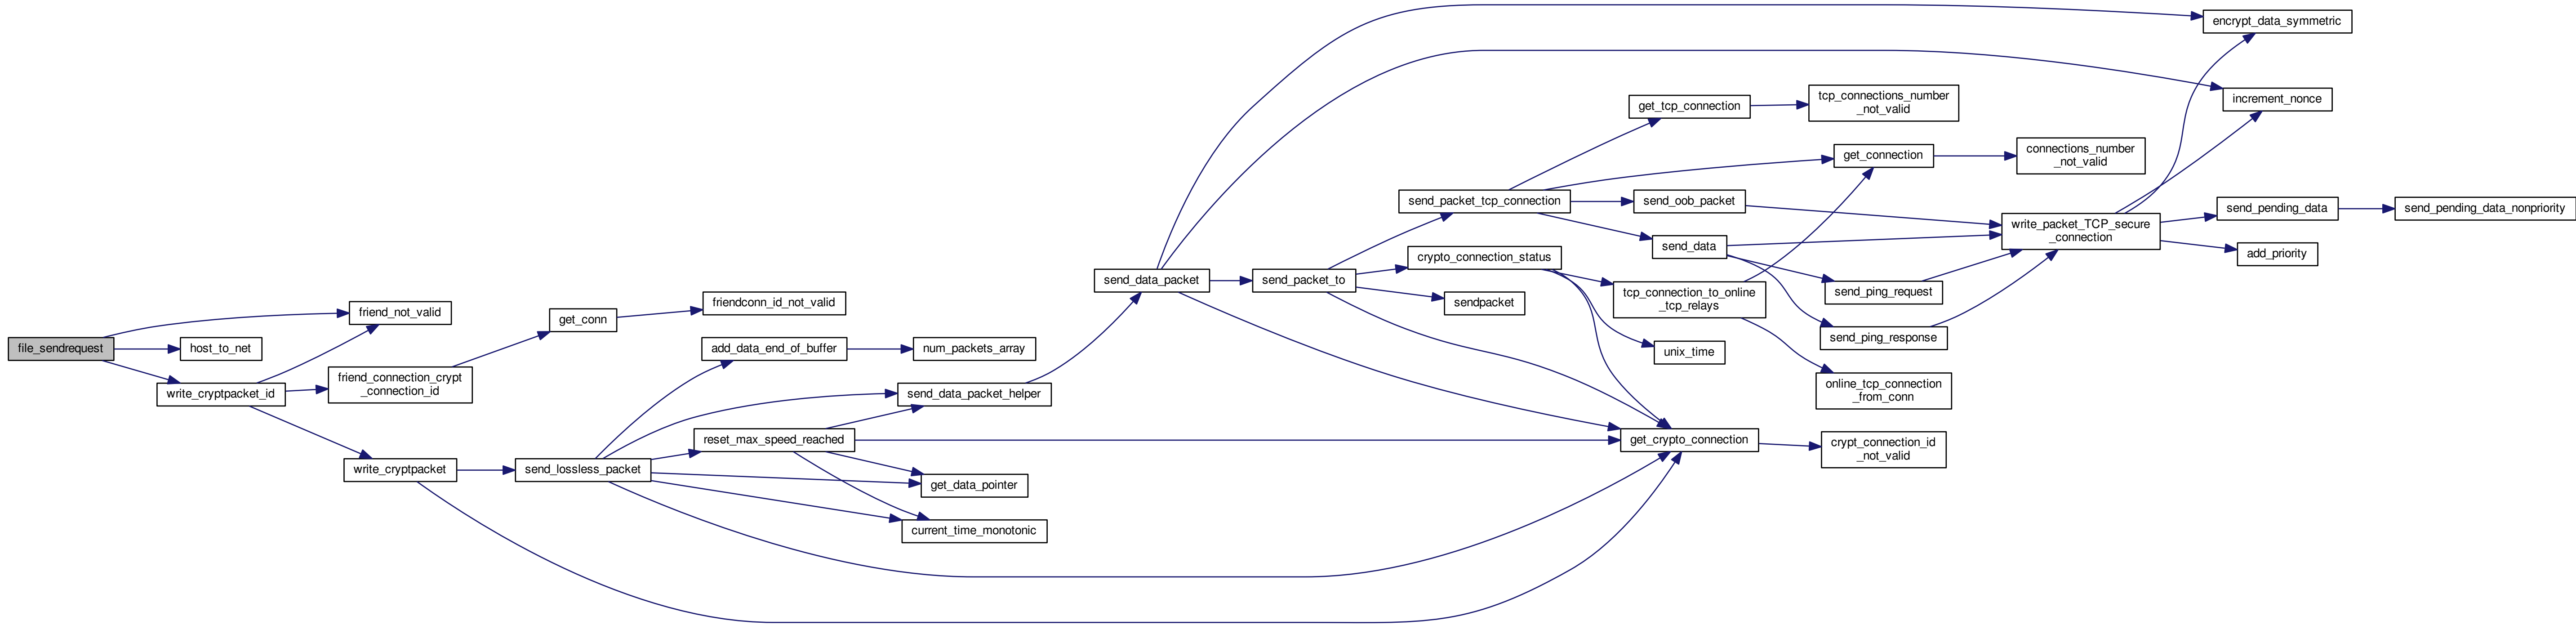 file_sendrequest
friend_not_valid
host_to_net
write_cryptpacket_id
friend_connection_crypt
_connection_id
write_cryptpacket
get_conn
friendconn_id_not_valid
send_lossless_packet
add_data_end_of_buffer
num_packets_array
send_data_packet_helper
reset_max_speed_reached
get_data_pointer
current_time_monotonic
send_data_packet
send_packet_to
send_packet_tcp_connection
crypto_connection_status
sendpacket
get_tcp_connection
tcp_connections_number
_not_valid
get_connection
connections_number
_not_valid
send_oob_packet
send_data
tcp_connection_to_online
_tcp_relays
unix_time
get_crypto_connection
send_ping_request
send_ping_response
online_tcp_connection
_from_conn
crypt_connection_id
_not_valid
write_packet_TCP_secure
_connection
encrypt_data_symmetric
increment_nonce
send_pending_data
send_pending_data_nonpriority
add_priority